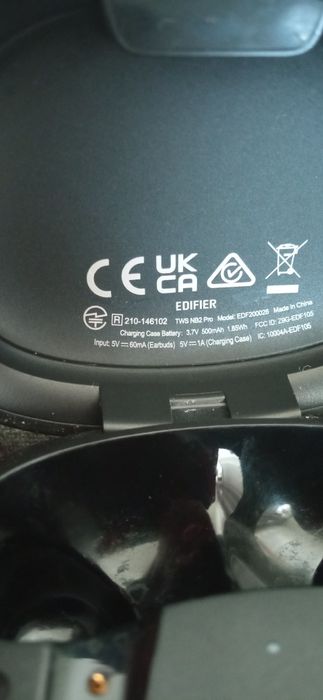 CE UK CA
EDIFIER
R 210-146102 TWS NB2 Pro Model: EDF200026 Made in China
Charging Case Battery: 3.7V 500mAh 1.85Wh FCC ID: Z9G-EDF105
Input: 5V⎓60mA (Earbuds) 5V⎓1A (Charging Case) IC: 10004A-EDF105